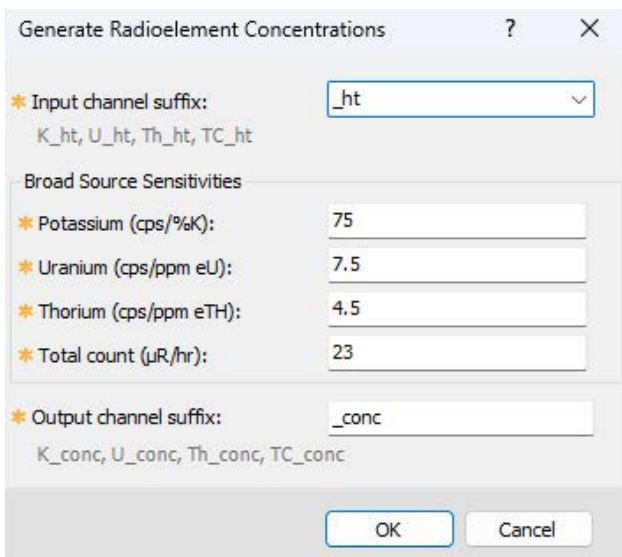 Generate Radioelement Concentrations ? ×
* Input channel suffix: _ht
K_ht, U_ht, Th_ht, TC_ht
Broad Source Sensitivities
* Potassium (cps/%K): 75
* Uranium (cps/ppm eU): 7.5
* Thorium (cps/ppm eTH): 4.5
* Total count (μR/hr): 23
* Output channel suffix: _conc
K_conc, U_conc, Th_conc, TC_conc
OK Cancel